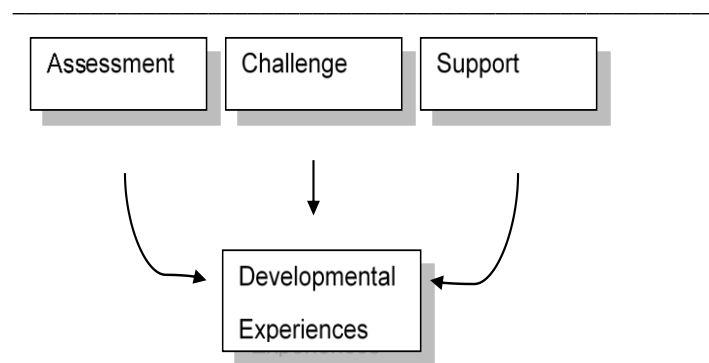 Assessment
Challenge
Support
Developmental
Experiences